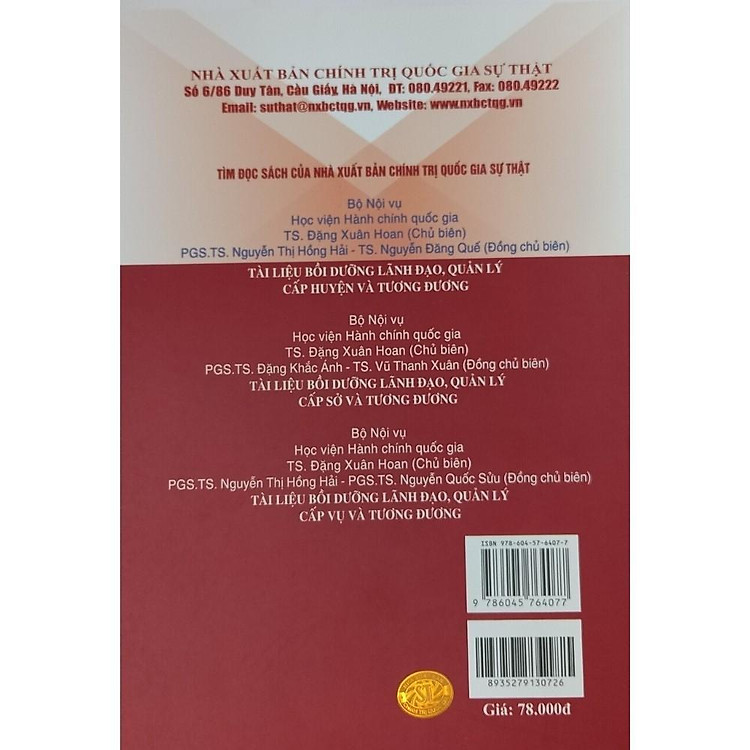 NHÀ XUẤT BẢN CHÍNH TRỊ QUỐC GIA SỰ THẬT
Số 6/86 Duy Tân, Cầu Giấy, Hà Nội, ĐT: 080.49221, Fax: 080.49222
Email: suthat@nxbctqg.vn, Website: www.nxbctqg.vn
TÌM ĐỌC SÁCH CỦA NHÀ XUẤT BẢN CHÍNH TRỊ QUỐC GIA SỰ THẬT
Bộ Nội vụ
Học viện Hành chính quốc gia
TS. Đặng Xuân Hoan (Chủ biên)
PGS.TS. Nguyễn Thị Hồng Hải - TS. Nguyễn Đăng Quế (Đồng chủ biên)
TÀI LIỆU BỒI DƯỠNG LÃNH ĐẠO, QUẢN LÝ
CẤP HUYỆN VÀ TƯƠNG ĐƯƠNG
Bộ Nội vụ
Học viện Hành chính quốc gia
TS. Đặng Xuân Hoan (Chủ biên)
PGS.TS. Đặng Khắc Ánh - TS. Vũ Thanh Xuân (Đồng chủ biên)
TÀI LIỆU BỒI DƯỠNG LÃNH ĐẠO, QUẢN LÝ
CẤP SỞ VÀ TƯƠNG ĐƯƠNG
Bộ Nội vụ
Học viện Hành chính quốc gia
TS. Đặng Xuân Hoan (Chủ biên)
PGS.TS. Nguyễn Thị Hồng Hải - PGS.TS. Nguyễn Quốc Sửu (Đồng chủ biên)
TÀI LIỆU BỒI DƯỠNG LÃNH ĐẠO, QUẢN LÝ
CẤP VỤ VÀ TƯƠNG ĐƯƠNG
ISBN 978-604-57-6407-7
9 786045 764077
8935279130726
ST
Giá: 78.000đ